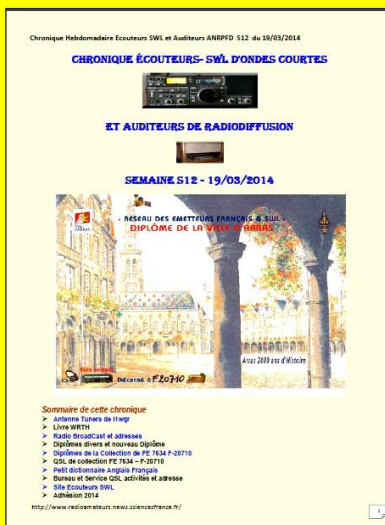 Chronique Hebdomadaire Ecouteurs SWL et Auditeurs ANRPFD S12 du 19/03/2014
CHRONIQUE ÉCOUTEURS- SWL D'ONDES COURTES
ET AUDITEURS DE RADIODIFFUSION
SEMAINE S12 - 19/03/2014
- RESEAU DES EMETTEURS FRANÇAIS & SWL -
DIPLÔME DE LA VILLE D'ARRAS
Arras 2000 ans d'Histoire
Décerné à F20710
Sommaire de cette chronique
Antenne Tuners de I1wqr
Livre WRTH
Radio BroadCast et adresses
Diplômes divers et nouveau Diplôme
Diplômes de la Collection de FE 7634 F-20710
QSL de collection FE 7634 – F-20710
Petit dictionnaire Anglais Français
Bureau et Service QSL activités et adresse
Site Ecouteurs SWL
Adhésion 2014
http://www.radioamateurs.news.sciencesfrance.fr/
1